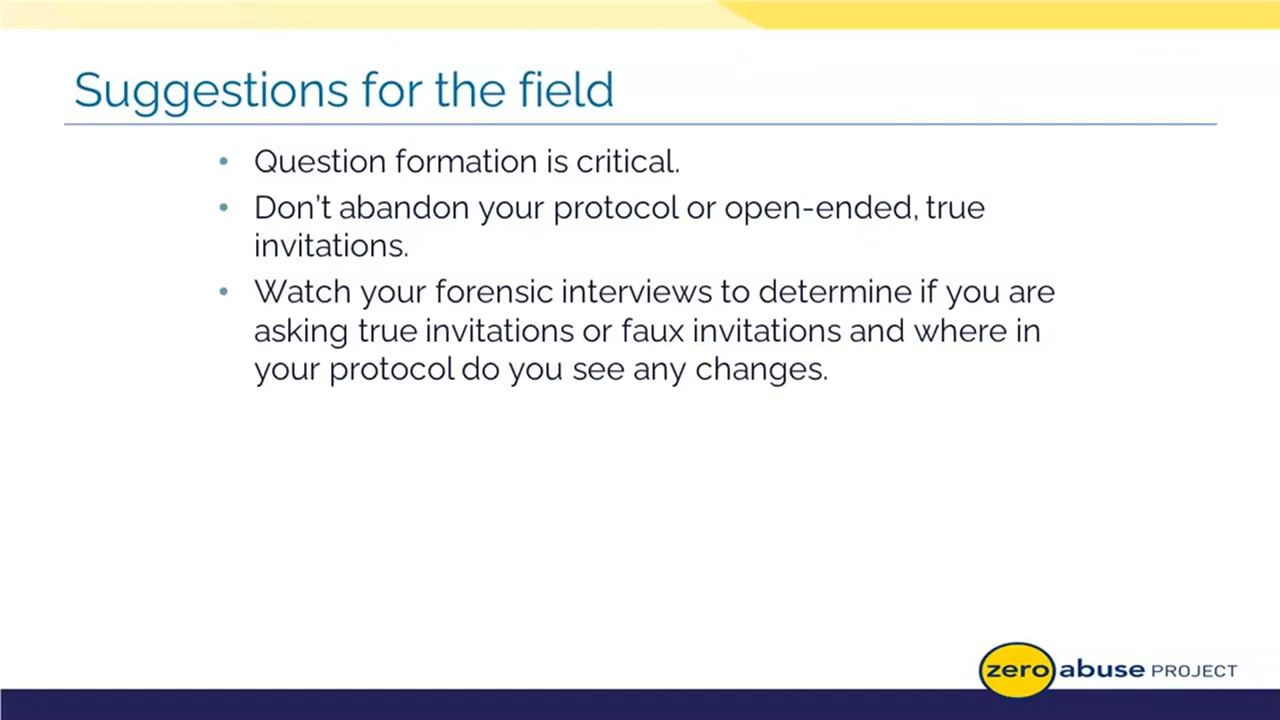 Suggestions for the field
• Question formation is critical.
• Don't abandon your protocol or open-ended, true
invitations.
• Watch your forensic interviews to determine if you are
asking true invitations or faux invitations and where in
your protocol do you see any changes.
zero abuse PROJECT